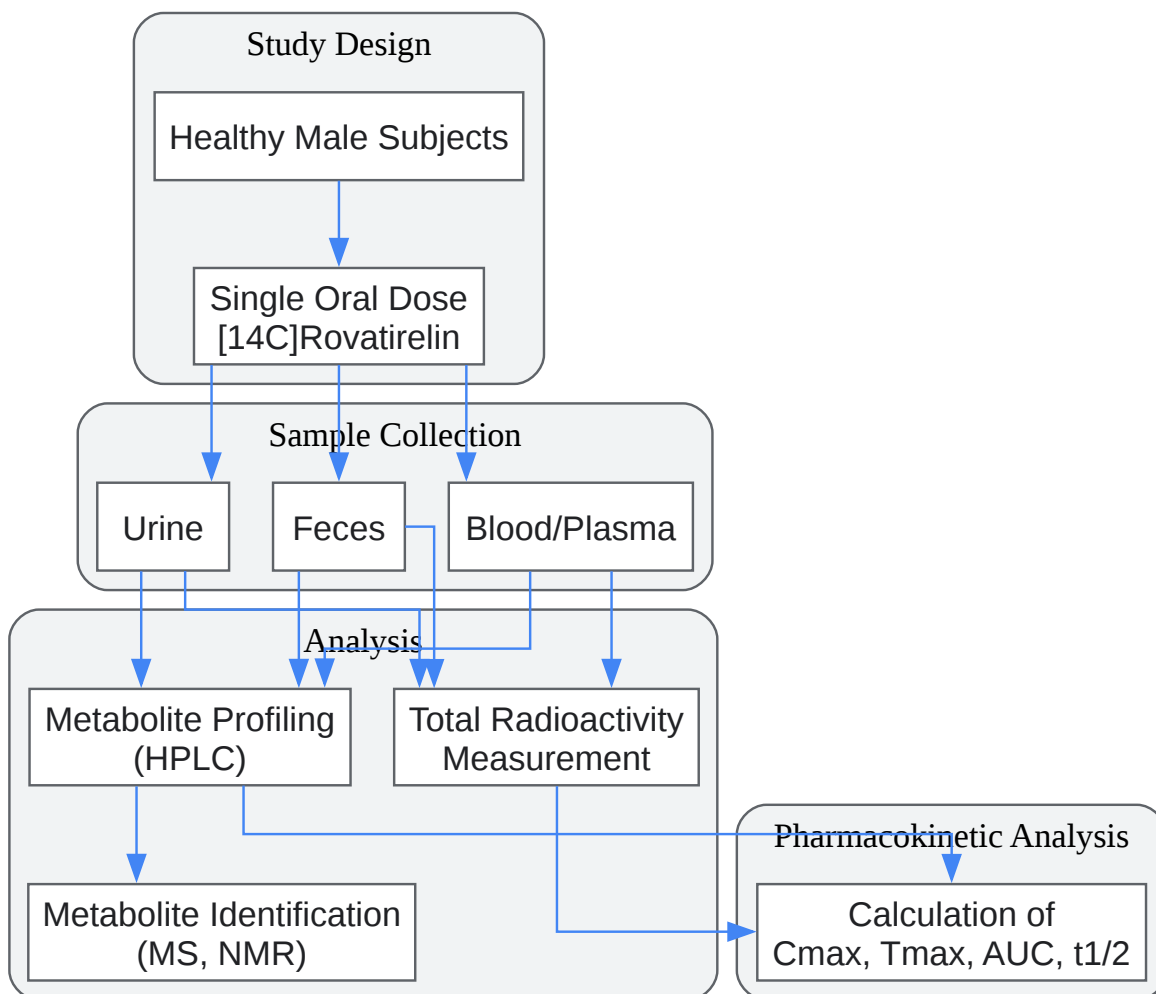 Study Design
Healthy Male Subjects
Single Oral Dose
[14C]Rovatirelin
Sample Collection
Urine
Feces
Blood/Plasma
Analysis
Metabolite Profiling
(HPLC)
Total Radioactivity
Measurement
Pharmacokinetic Analysis
Metabolite Identification
(MS, NMR)
Calculation of
Cmax, Tmax, AUC, t1/2